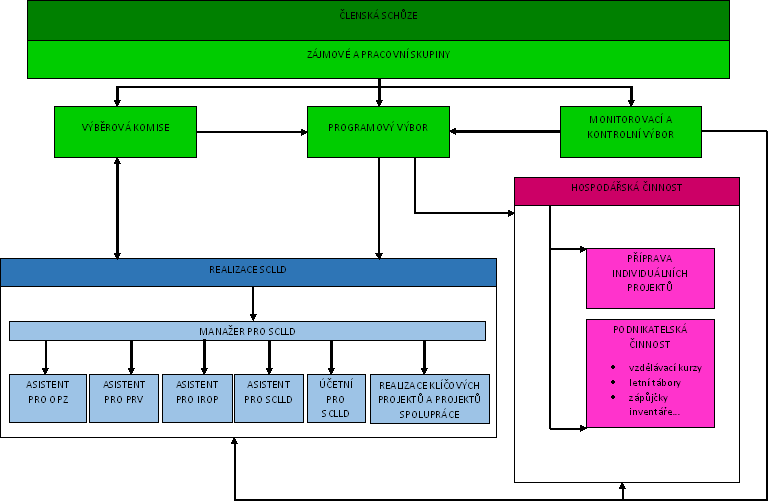 ČLENSKÁ SCHŮZE
ZÁJMOVÉ A PRACOVNÍ SKUPINY
VÝBĚROVÁ KOMISE
PROGRAMOVÝ VÝBOR
MONITOROVACÍ A
KONTROLNÍ VÝBOR
HOSPODÁŘSKÁ ČINNOST
PŘÍPRAVA
INDIVIDUÁLNÍCH
PROJEKTŮ
PODNIKATELSKÁ
ČINNOST
• vzdělávací kurzy
• letní tábory
• zápůjčky
inventáře...
REALIZACE SCLLD
MANAŽER PRO SCLLD
ASISTENT
PRO OPZ
ASISTENT
PRO PRV
ASISTENT
PRO IROP
ASISTENT
PRO SCLLD
ÚČETNÍ
PRO
SCLLD
REALIZACE KLÍČOVÝCH
PROJEKTŮ A PROJEKTŮ
SPOLUPRÁCE